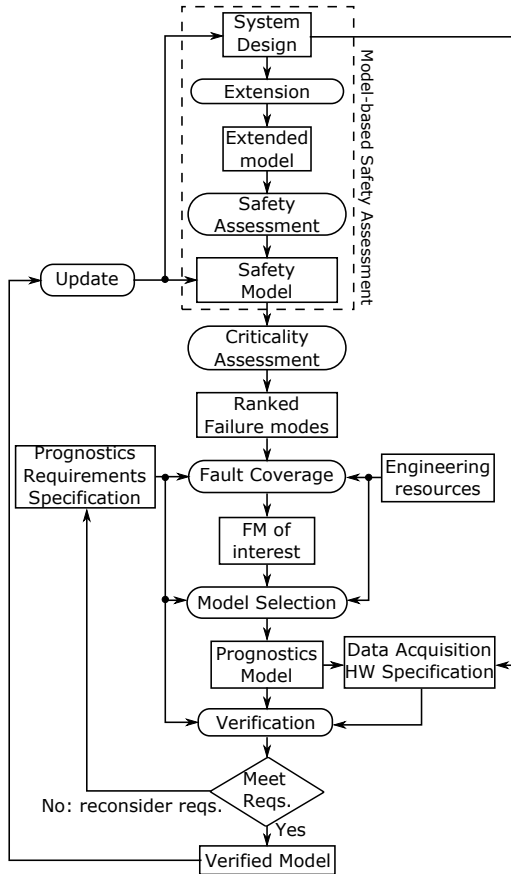 System
Design
Extension
Extended
model
Model-based Safety Assessment
Safety
Assessment
Update
Safety
Model
Criticality
Assessment
Ranked
Failure modes
Prognostics
Requirements
Specification
Fault Coverage
Engineering
resources
FM of
interest
Model Selection
Prognostics
Model
Data Acquisition
HW Specification
Verification
Meet
Reqs.
No: reconsider reqs.
Yes
Verified Model